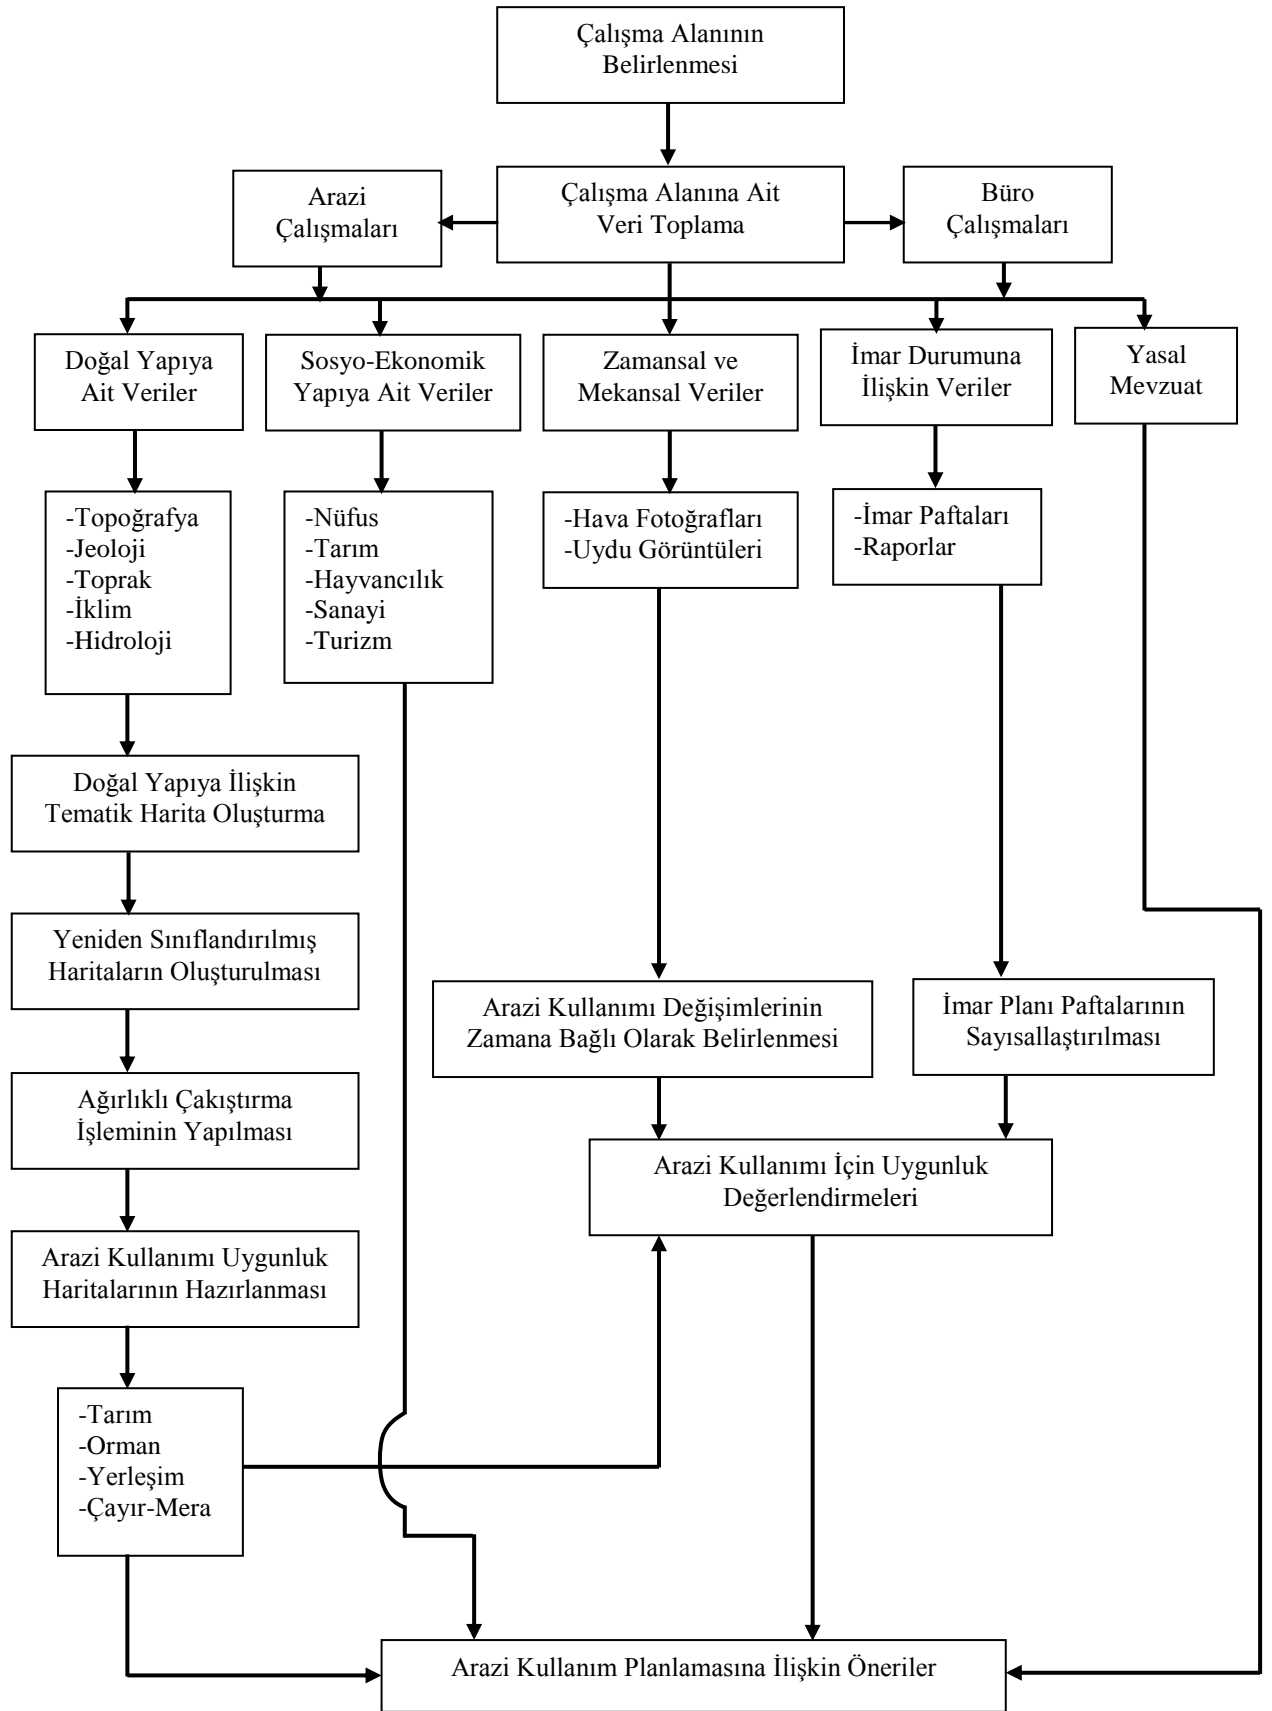 Çalışma Alanının
Belirlenmesi
Arazi
Çalışmaları
Çalışma Alanına Ait
Veri Toplama
Büro
Çalışmaları
Doğal Yapıya
Ait Veriler
Sosyo-Ekonomik
Yapıya Ait Veriler
Zamansal ve
Mekansal Veriler
İmar Durumuna
İlişkin Veriler
Yasal
Mevzuat
-Topoğrafya
-Jeoloji
-Toprak
-İklim
-Hidroloji
-Nüfus
-Tarım
-Hayvancılık
-Sanayi
-Turizm
-Hava Fotoğrafları
-Uydu Görüntüleri
-İmar Paftaları
-Raporlar
Doğal Yapıya İlişkin
Tematik Harita Oluşturma
Yeniden Sınıflandırılmış
Haritaların Oluşturulması
Arazi Kullanımı Değişimlerinin
Zamana Bağlı Olarak Belirlenmesi
İmar Planı Paftalarının
Sayısallaştırılması
Ağırlıklı Çakıştırma
İşleminin Yapılması
Arazi Kullanımı İçin Uygunluk
Değerlendirmeleri
Arazi Kullanımı Uygunluk
Haritalarının Hazırlanması
-Tarım
-Orman
-Yerleşim
-Çayır-Mera
Arazi Kullanım Planlamasına İlişkin Öneriler